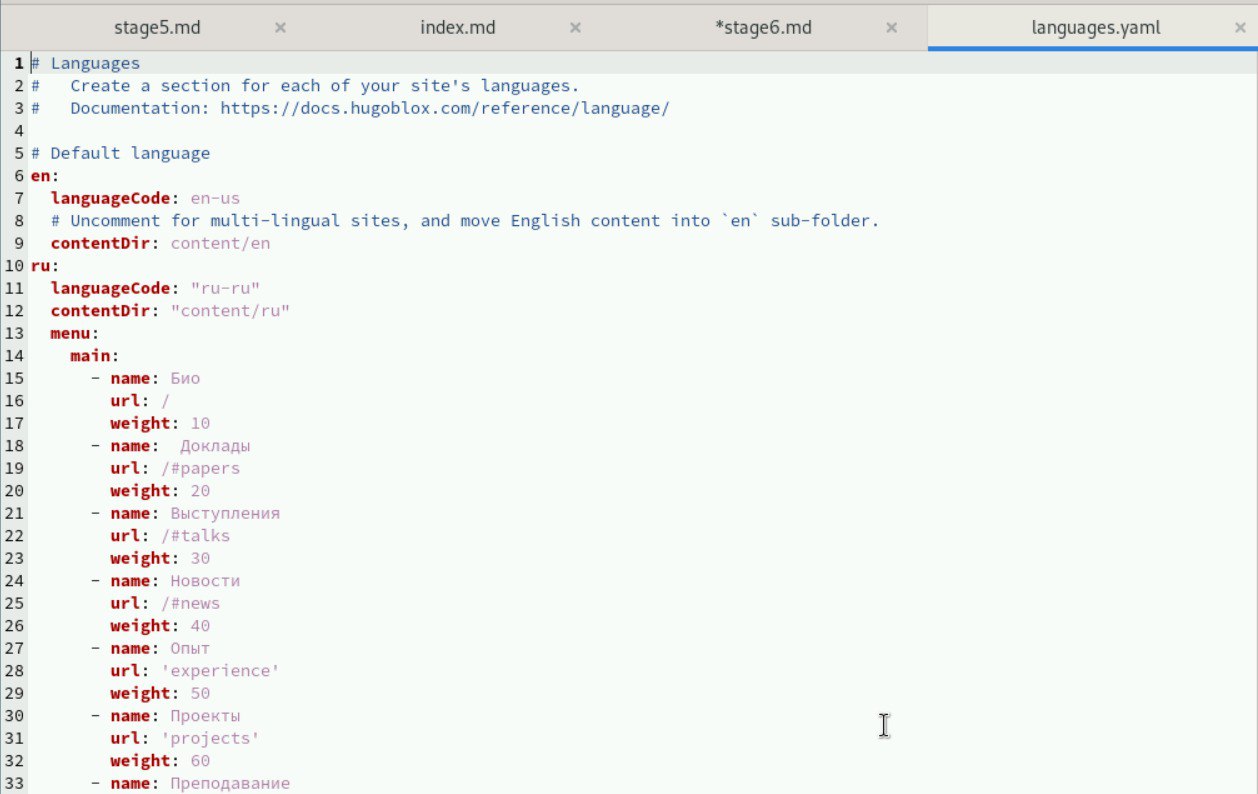 stage5.md × index.md × *stage6.md × languages.yaml ×
1 # Languages
2 #   Create a section for each of your site's languages.
3 #   Documentation: https://docs.hugoblox.com/reference/language/
4
5 # Default language
6 en:
7   languageCode: en-us
8   # Uncomment for multi-lingual sites, and move English content into `en` sub-folder.
9   contentDir: content/en
10 ru:
11   languageCode: "ru-ru"
12   contentDir: "content/ru"
13   menu:
14     main:
15       - name: Био
16         url: /
17         weight: 10
18       - name:  Доклады
19         url: /#papers
20         weight: 20
21       - name: Выступления
22         url: /#talks
23         weight: 30
24       - name: Новости
25         url: /#news
26         weight: 40
27       - name: Опыт
28         url: 'experience'
29         weight: 50
30       - name: Проекты
31         url: 'projects'
32         weight: 60
33       - name: Преподавание